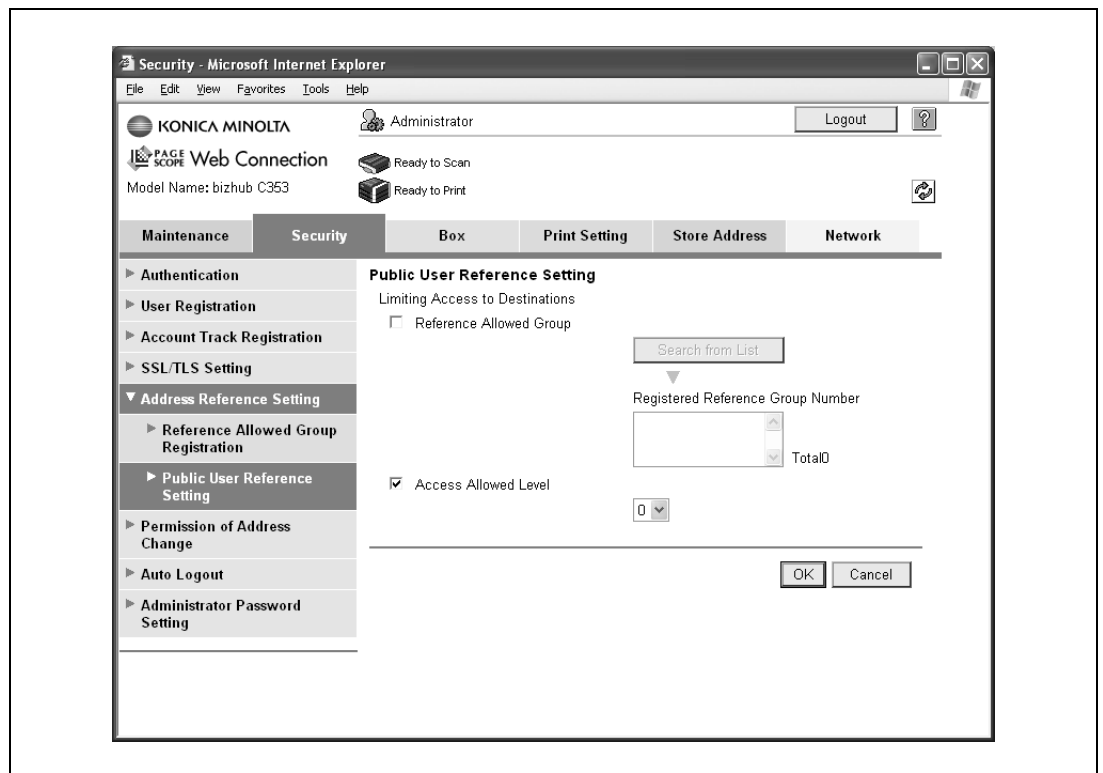 Security - Microsoft Internet Explorer
File Edit View Favorites Tools Help
KONICA MINOLTA
Administrator
Logout
?
PAGE SCOPE Web Connection
Ready to Scan
Model Name: bizhub C353
Ready to Print
Maintenance Security Box Print Setting Store Address Network
Authentication
User Registration
Account Track Registration
SSL/TLS Setting
Address Reference Setting
Reference Allowed Group
Registration
Public User Reference
Setting
Permission of Address
Change
Auto Logout
Administrator Password
Setting
Public User Reference Setting
Limiting Access to Destinations
Reference Allowed Group
Search from List
Registered Reference Group Number
Total0
Access Allowed Level
0
OK Cancel